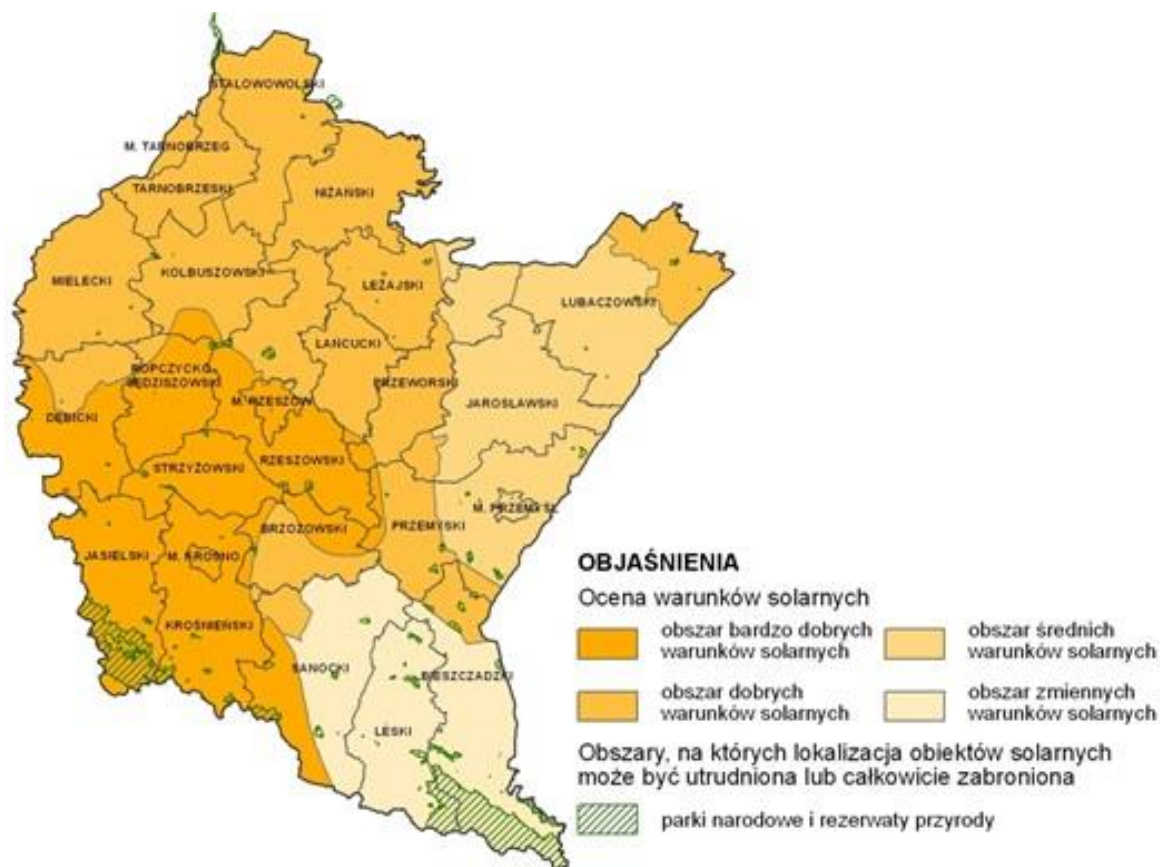 STALOWOWOLSKI
M. TARNOBRZEG
TARNOBRZESKI
NIŻAŃSKI
MIELECKI
KOLBUSZOWSKI
LEŻAJSKI
LUBACZOWSKI
ROPCZYCKO
SĘDZISZOWSKI
ŁAŃCUCKI
PRZEWORSKI
JAROSŁAWSKI
DĘBICKI
M. RZESZÓW
STRZYŻOWSKI
RZESZOWSKI
M. PRZEMYŚL
BRZOZOWSKI
PRZEMYSKI
JASIELSKI
M. KROSNO
KROŚNIEŃSKI
SANOCKI
BIESZCZADZKI
LESKI
OBJAŚNIENIA
Ocena warunków solarnych
obszar bardzo dobrych
warunków solarnych
obszar średnich
warunków solarnych
obszar dobrych
warunków solarnych
obszar zmiennych
warunków solarnych
Obszary, na których lokalizacja obiektów solarnych
może być utrudniona lub całkowicie zabroniona
parki narodowe i rezerwaty przyrody